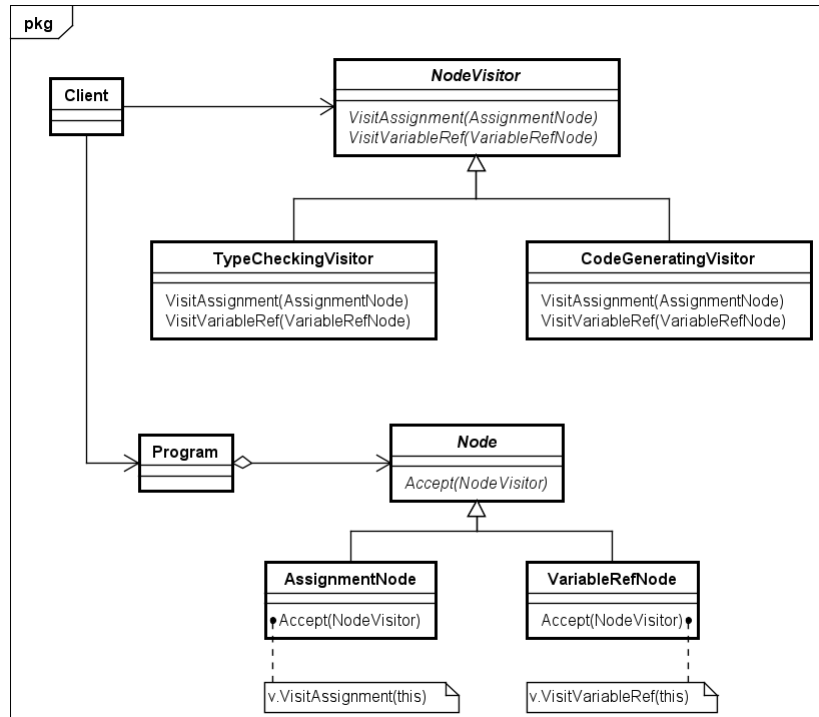 pkg
NodeVisitor
Client
VisitAssignment(AssignmentNode)
VisitVariableRef(VariableRefNode)
TypeCheckingVisitor
CodeGeneratingVisitor
VisitAssignment(AssignmentNode)
VisitVariableRef(VariableRefNode)
VisitAssignment(AssignmentNode)
VisitVariableRef(VariableRefNode)
Program
Node
Accept(NodeVisitor)
AssignmentNode
VariableRefNode
Accept(NodeVisitor)
Accept(NodeVisitor)
v.VisitAssignment(this)
v.VisitVariableRef(this)